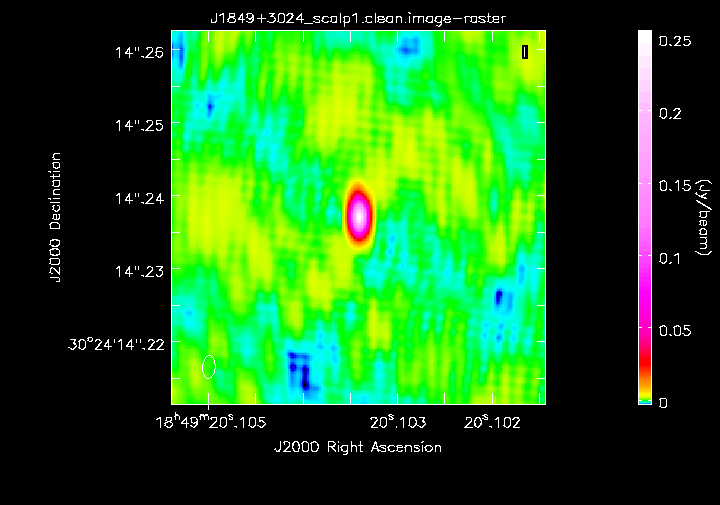 J1849+3024_scalp1.clean.image-raster
14".26
14".25
14".24
14".23
30°24'14".22
J2000 Declination
18ʰ49ᵐ20ˢ.105
20ˢ.103
20ˢ.102
J2000 Right Ascension
0.25
0.2
0.15
0.1
0.05
0
(Jy/beam)